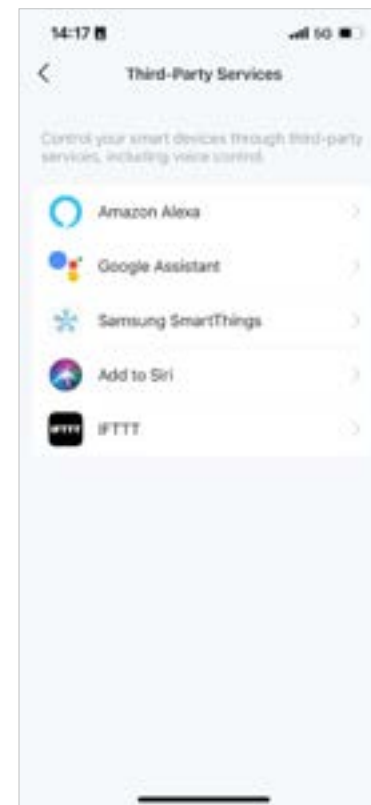 14:17
5G
Third-Party Services
Control your smart devices through third-party
services, including voice control.
Amazon Alexa
Google Assistant
Samsung SmartThings
Add to Siri
IFTTT
IFTTT